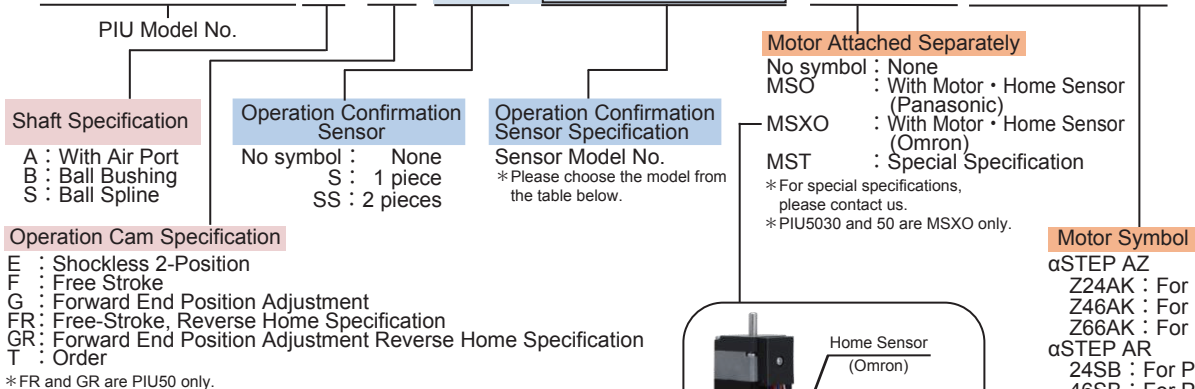 PIU Model No.
Shaft Specification
A：With Air Port
B：Ball Bushing
S：Ball Spline
Operation Confirmation
Sensor
No symbol： None
S： 1 piece
SS：2 pieces
Operation Confirmation
Sensor Specification
Sensor Model No.
＊Please choose the model from
the table below.
Motor Attached Separately
No symbol：None
MSO ：With Motor・Home Sensor
(Panasonic)
MSXO ：With Motor・Home Sensor
(Omron)
MST ：Special Specification
＊For special specifications,
please contact us.
＊PIU5030 and 50 are MSXO only.
Operation Cam Specification
E ：Shockless 2-Position
F ：Free Stroke
G ：Forward End Position Adjustment
FR：Free-Stroke, Reverse Home Specification
GR：Forward End Position Adjustment Reverse Home Specification
T ：Order
＊FR and GR are PIU50 only.
Home Sensor
(Omron)
Motor Symbol
αSTEP AZ
Z24AK：For
Z46AK：For
Z66AK：For
αSTEP AR
24SB：For P
46SB：For P